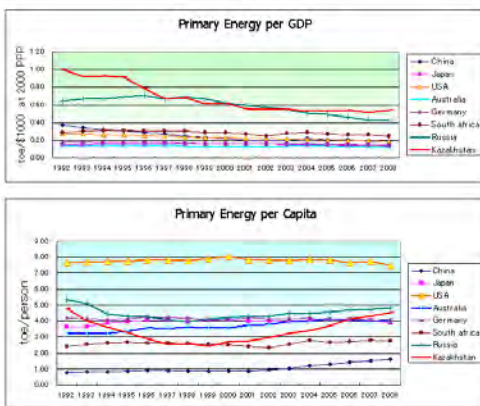 Primary Energy per GDP
toe/$1000 at 2000 PPP
1.20
1.00
0.80
0.60
0.40
0.20
0.00
1992 1993 1994 1995 1996 1997 1998 1999 2000 2001 2002 2003 2004 2005 2006 2007 2008
China
Japan
USA
Australia
Germany
South africa
Russia
Kazakhstan
Primary Energy per Capita
toe/person
9.00
8.00
7.00
6.00
5.00
4.00
3.00
2.00
1.00
0.00
1992 1993 1994 1995 1996 1997 1998 1999 2000 2001 2002 2003 2004 2005 2006 2007 2008
China
Japan
USA
Australia
Germany
South africa
Russia
Kazakhstan